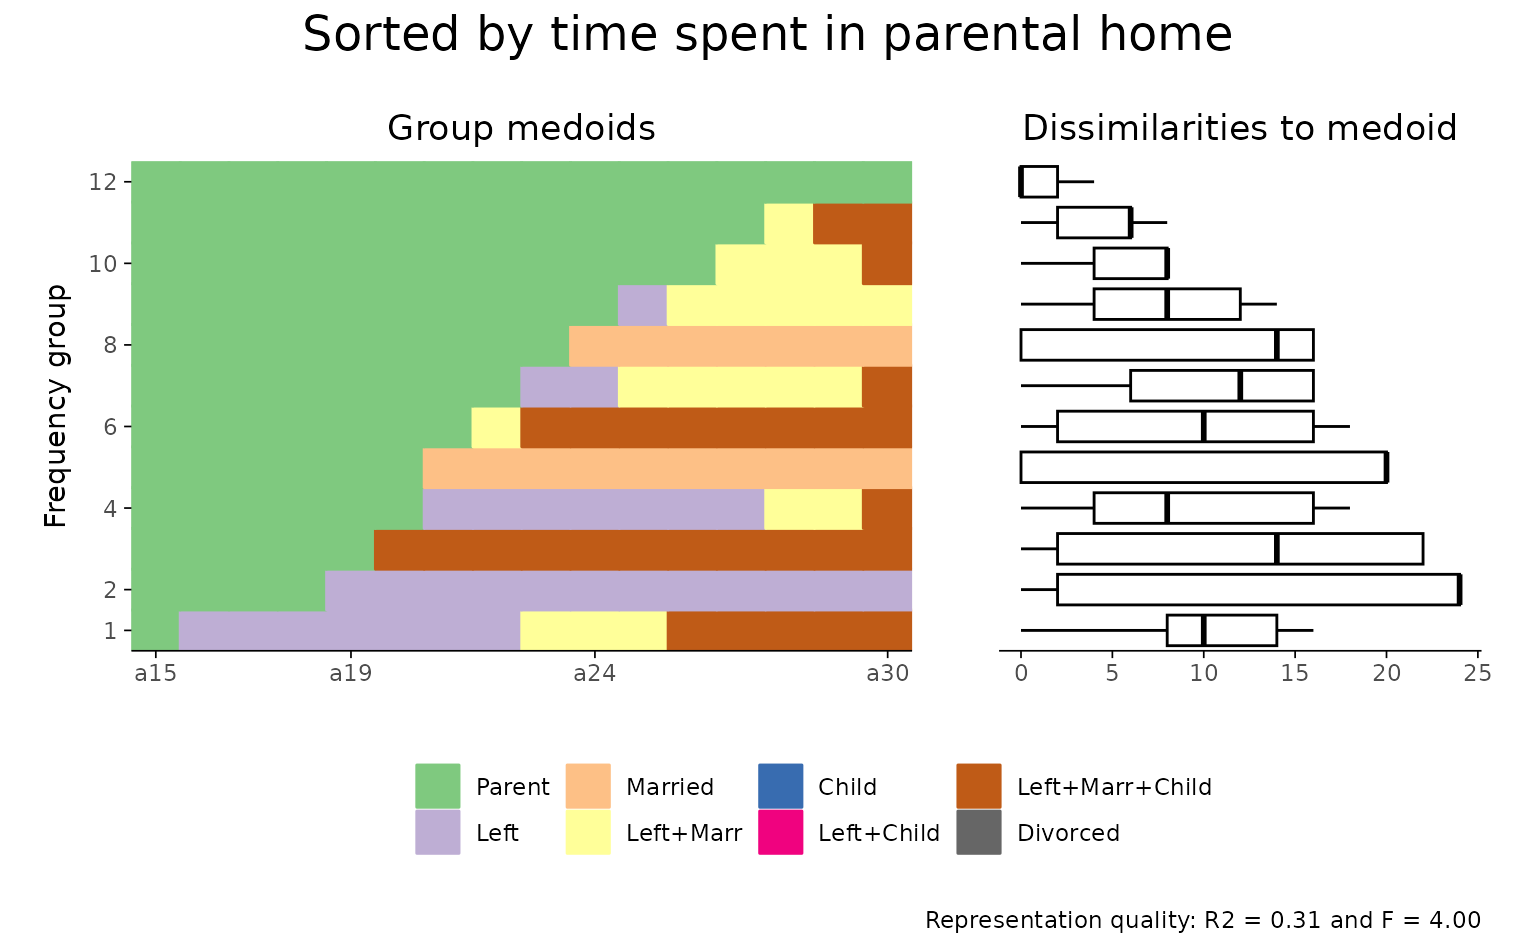 Sorted by time spent in parental home
Group medoids
Dissimilarities to medoid
Frequency group
12
10
8
6
4
2
1
a15 a19 a24 a30
0 5 10 15 20 25
Parent Married Child Left+Marr+Child
Left Left+Marr Left+Child Divorced
Representation quality: R2 = 0.31 and F = 4.00